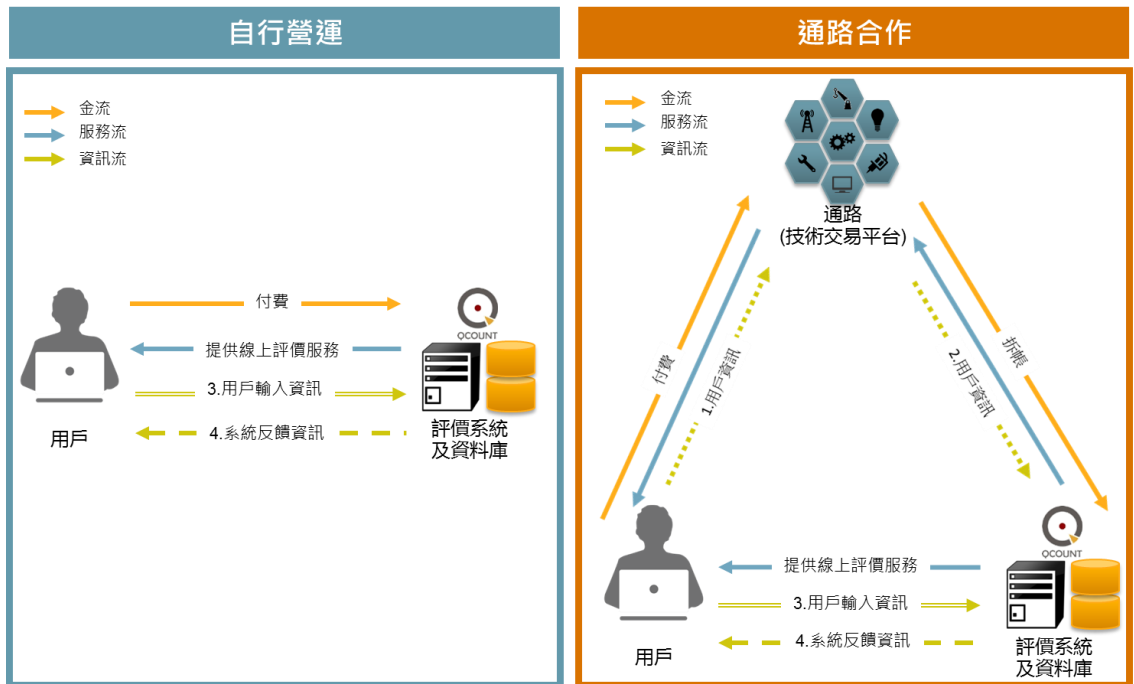 自行營運
金流
服務流
資訊流
付費
QCOUNT
提供線上評價服務
3.用戶輸入資訊
4.系統反饋資訊
用戶
評價系統
及資料庫
通路合作
金流
服務流
資訊流
通路
(技術交易平台)
付費
1.用戶資訊
2.用戶資訊
拆帳
QCOUNT
提供線上評價服務
3.用戶輸入資訊
4.系統反饋資訊
用戶
評價系統
及資料庫